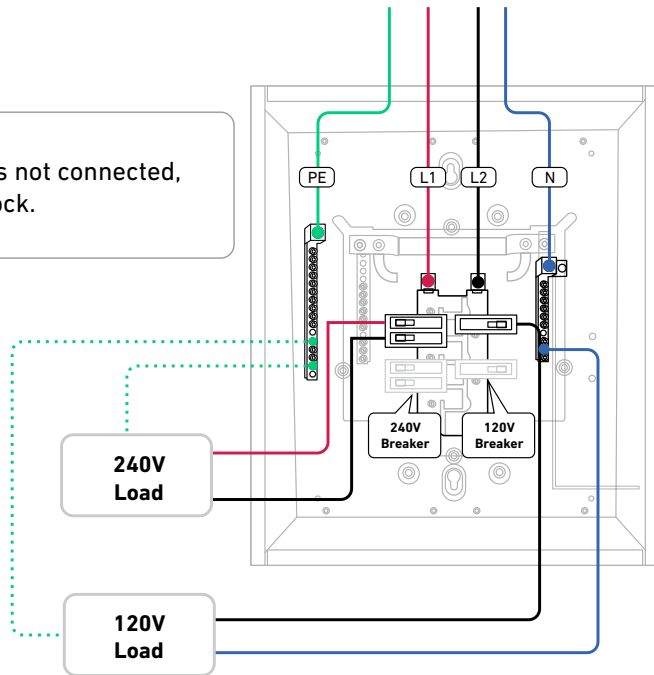 s not connected,
ock.
PE
L1
L2
N
240V
Breaker
120V
Breaker
240V
Load
120V
Load